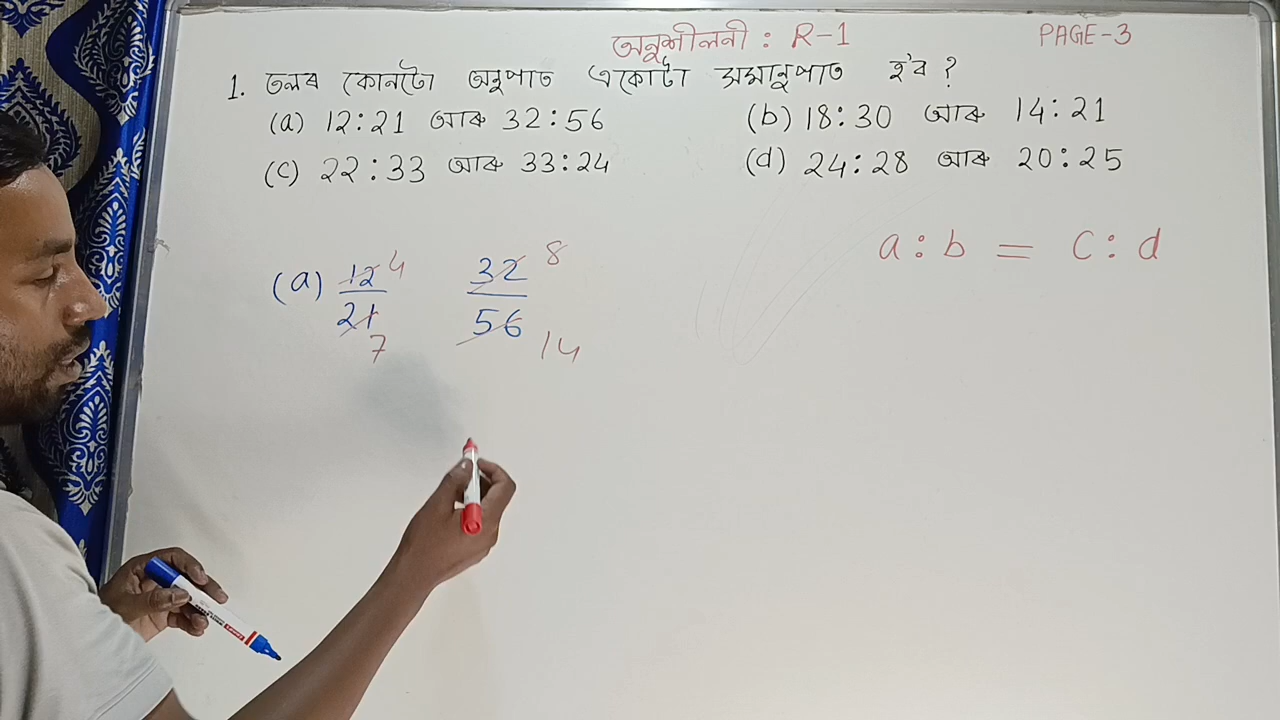 অনুশীলনী : R-1 PAGE-3
1. তলৰ কোনটো অনুপাত একোটা সমানুপাত হ'ব ?
(a) 12:21 আৰু 32:56 (b) 18:30 আৰু 14:21
(c) 22:33 আৰু 33:24 (d) 24:28 আৰু 20:25
a:b = c:d
(a) 12 4 32 8
21 7 56 14